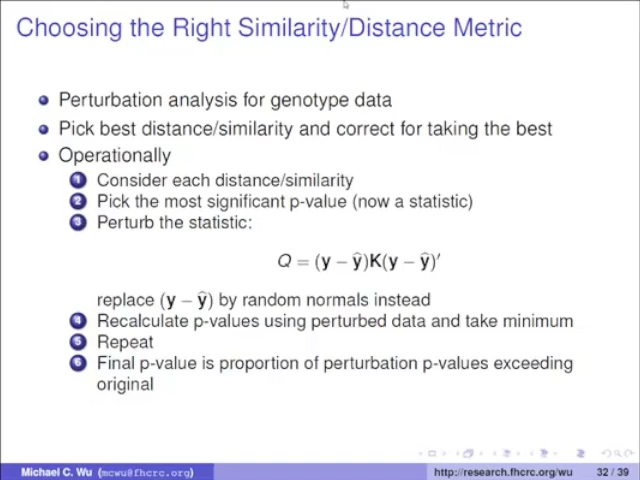 Choosing the Right Similarity/Distance Metric
Perturbation analysis for genotype data
Pick best distance/similarity and correct for taking the best
Operationally
1 Consider each distance/similarity
2 Pick the most significant p-value (now a statistic)
3 Perturb the statistic:
Q = (y − ŷ)K(y − ŷ)′
replace (y − ŷ) by random normals instead
4 Recalculate p-values using perturbed data and take minimum
5 Repeat
6 Final p-value is proportion of perturbation p-values exceeding
original
Michael C. Wu (mcwu@fhcrc.org) http://research.fhcrc.org/wu 32 / 39